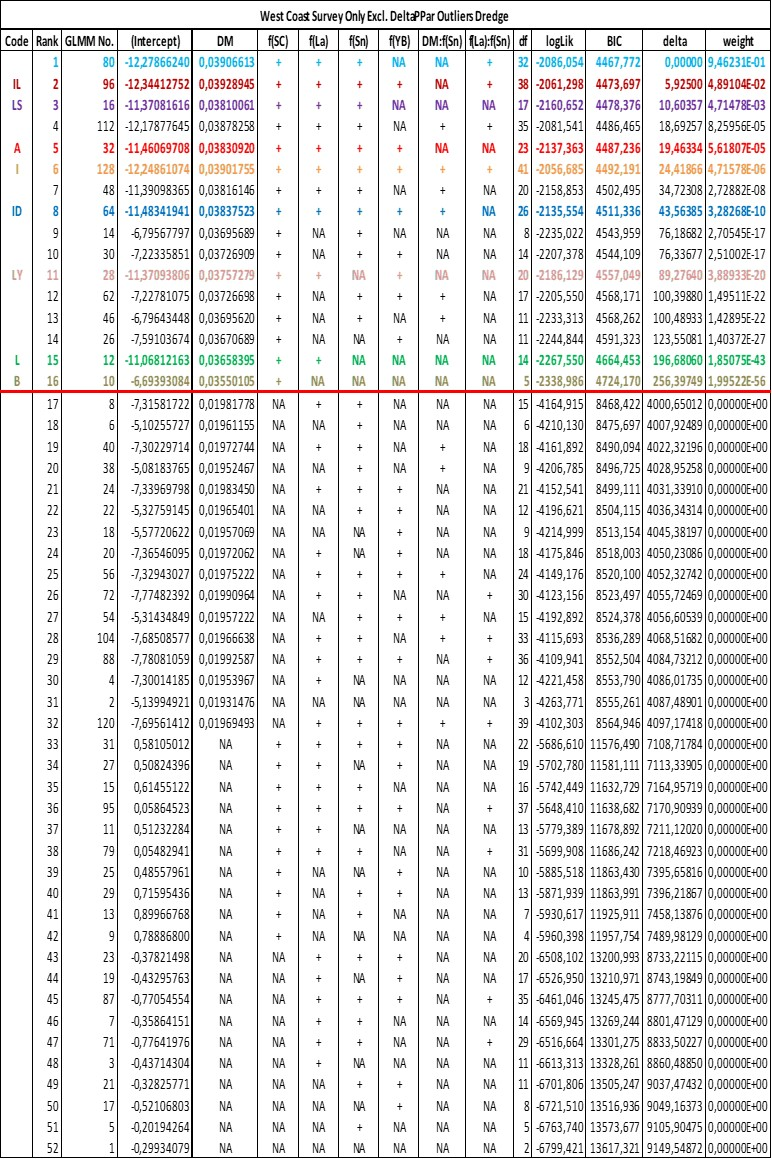 West Coast Survey Only Excl. DeltaPPar Outliers Dredge
Code Rank GLMM No. (Intercept) DM f(SC) f(La) f(Sn) f(YB) DM:f(Sn) f(La):f(Sn) df logLik BIC delta weight
1 80 -12,27866240 0,03906613 + + + NA NA + 32 -2086,054 4467,772 0,00000 9,46231E-01
IL 2 96 -12,34412752 0,03928945 + + + + NA + 38 -2061,298 4473,697 5,92500 4,89104E-02
LS 3 16 -11,37081616 0,03810061 + + + NA NA NA 17 -2160,652 4478,376 10,60357 4,71478E-03
4 112 -12,17877645 0,03878258 + + + NA + + 35 -2081,541 4486,465 18,69257 8,25956E-05
A 5 32 -11,46069708 0,03830920 + + + + NA NA 23 -2137,363 4487,236 19,46334 5,61807E-05
I 6 128 -12,24861074 0,03901755 + + + + + + 41 -2056,685 4492,191 24,41866 4,71578E-06
7 48 -11,39098365 0,03816146 + + + NA + NA 20 -2158,853 4502,495 34,72308 2,72882E-08
ID 8 64 -11,48341941 0,03837523 + + + + + NA 26 -2135,554 4511,336 43,56385 3,28268E-10
9 14 -6,79567797 0,03695689 + NA + NA NA NA 8 -2235,022 4543,959 76,18682 2,70545E-17
10 30 -7,22335851 0,03726909 + NA + + NA NA 14 -2207,378 4544,109 76,33677 2,51002E-17
LY 11 28 -11,37093806 0,03757279 + + NA + NA NA 20 -2186,129 4557,049 89,27640 3,88933E-20
12 62 -7,22781075 0,03726698 + NA + + + NA 17 -2205,550 4568,171 100,39880 1,49511E-22
13 46 -6,79643448 0,03695620 + NA + NA + NA 11 -2233,313 4568,262 100,48933 1,42895E-22
14 26 -7,59103674 0,03670689 + NA NA + NA NA 11 -2244,844 4591,323 123,55081 1,40372E-27
L 15 12 -11,06812163 0,03658395 + + NA NA NA NA 14 -2267,550 4664,453 196,68060 1,85075E-43
B 16 10 -6,69393084 0,03550105 + NA NA NA NA NA 5 -2338,986 4724,170 256,39749 1,99522E-56
17 8 -7,31581722 0,01981778 NA + + NA NA NA 15 -4164,915 8468,422 4000,65012 0,00000E+00
18 6 -5,10255727 0,01961155 NA NA + NA NA NA 6 -4210,130 8475,697 4007,92489 0,00000E+00
19 40 -7,30229714 0,01972744 NA + + NA + NA 18 -4161,892 8490,094 4022,32196 0,00000E+00
20 38 -5,08183765 0,01952467 NA NA + NA + NA 9 -4206,785 8496,725 4028,95258 0,00000E+00
21 24 -7,33969798 0,01983450 NA + + + NA NA 21 -4152,541 8499,111 4031,33910 0,00000E+00
22 22 -5,32759145 0,01965401 NA NA + + NA NA 12 -4196,621 8504,115 4036,34314 0,00000E+00
23 18 -5,57720622 0,01957069 NA NA NA + NA NA 9 -4214,999 8513,154 4045,38197 0,00000E+00
24 20 -7,36546095 0,01972062 NA + NA + NA NA 18 -4175,846 8518,003 4050,23086 0,00000E+00
25 56 -7,32943027 0,01975222 NA + + + + NA 24 -4149,176 8520,100 4052,32742 0,00000E+00
26 72 -7,77482392 0,01990964 NA + + NA NA + 30 -4123,156 8523,497 4055,72469 0,00000E+00
27 54 -5,31434849 0,01957222 NA NA + + + NA 15 -4192,892 8524,378 4056,60539 0,00000E+00
28 104 -7,68508577 0,01966638 NA + + NA + + 33 -4115,693 8536,289 4068,51682 0,00000E+00
29 88 -7,78081059 0,01992587 NA + + + NA + 36 -4109,941 8552,504 4084,73212 0,00000E+00
30 4 -7,30014185 0,01953967 NA + NA NA NA NA 12 -4221,458 8553,790 4086,01735 0,00000E+00
31 2 -5,13994921 0,01931476 NA NA NA NA NA NA 3 -4263,771 8555,261 4087,48901 0,00000E+00
32 120 -7,69561412 0,01969493 NA + + + + + 39 -4102,303 8564,946 4097,17418 0,00000E+00
33 31 0,58105012 NA + + + + NA NA 22 -5686,610 11576,490 7108,71784 0,00000E+00
34 27 0,50824396 NA + + NA + NA NA 19 -5702,780 11581,111 7113,33905 0,00000E+00
35 15 0,61455122 NA + + + NA NA NA 16 -5742,449 11632,729 7164,95719 0,00000E+00
36 95 0,05864523 NA + + + + NA + 37 -5648,410 11638,682 7170,90939 0,00000E+00
37 11 0,51232284 NA + + NA NA NA NA 13 -5779,389 11678,892 7211,12020 0,00000E+00
38 79 0,05482941 NA + + + NA NA + 31 -5699,908 11686,242 7218,46923 0,00000E+00
39 25 0,48557961 NA + NA NA + NA NA 10 -5885,518 11863,430 7395,65816 0,00000E+00
40 29 0,71595436 NA + NA + + NA NA 13 -5871,939 11863,991 7396,21867 0,00000E+00
41 13 0,89966768 NA + NA + NA NA NA 7 -5930,617 11925,911 7458,13876 0,00000E+00
42 9 0,78886800 NA + NA NA NA NA NA 4 -5960,398 11957,754 7489,98129 0,00000E+00
43 23 -0,37821498 NA NA + + + NA NA 20 -6508,102 13200,993 8733,22115 0,00000E+00
44 19 -0,43295763 NA NA + NA + NA NA 17 -6526,950 13210,971 8743,19849 0,00000E+00
45 87 -0,77054554 NA NA + + + NA + 35 -6461,046 13245,475 8777,70311 0,00000E+00
46 7 -0,35864151 NA NA + + NA NA NA 14 -6569,945 13269,244 8801,47129 0,00000E+00
47 71 -0,77641976 NA NA + + NA NA + 29 -6516,664 13301,275 8833,50227 0,00000E+00
48 3 -0,43714304 NA NA + NA NA NA NA 11 -6613,313 13328,261 8860,48850 0,00000E+00
49 21 -0,32825771 NA NA NA + + NA NA 11 -6701,806 13505,247 9037,47432 0,00000E+00
50 17 -0,52106803 NA NA NA NA + NA NA 8 -6721,510 13516,936 9049,16373 0,00000E+00
51 5 -0,20194264 NA NA NA + NA NA NA 5 -6763,740 13573,677 9105,90475 0,00000E+00
52 1 -0,29934079 NA NA NA NA NA NA NA 2 -6799,421 13617,321 9149,54872 0,00000E+00